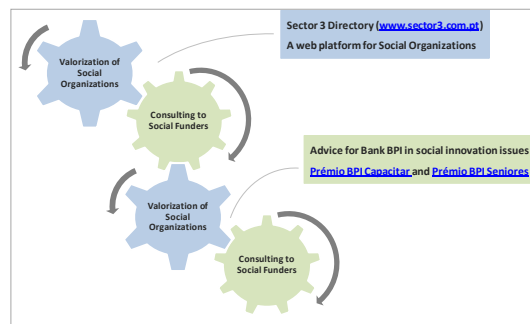 Sector 3 Directory (www.sector3.com.pt)
A web platform for Social Organizations
Valorization of
Social
Organizations
Consulting to
Social Funders
Advice for Bank BPI in social innovation issues
Prémio BPI Capacitar and Prémio BPI Seniores
Valorization of
Social
Organizations
Consulting to
Social Funders